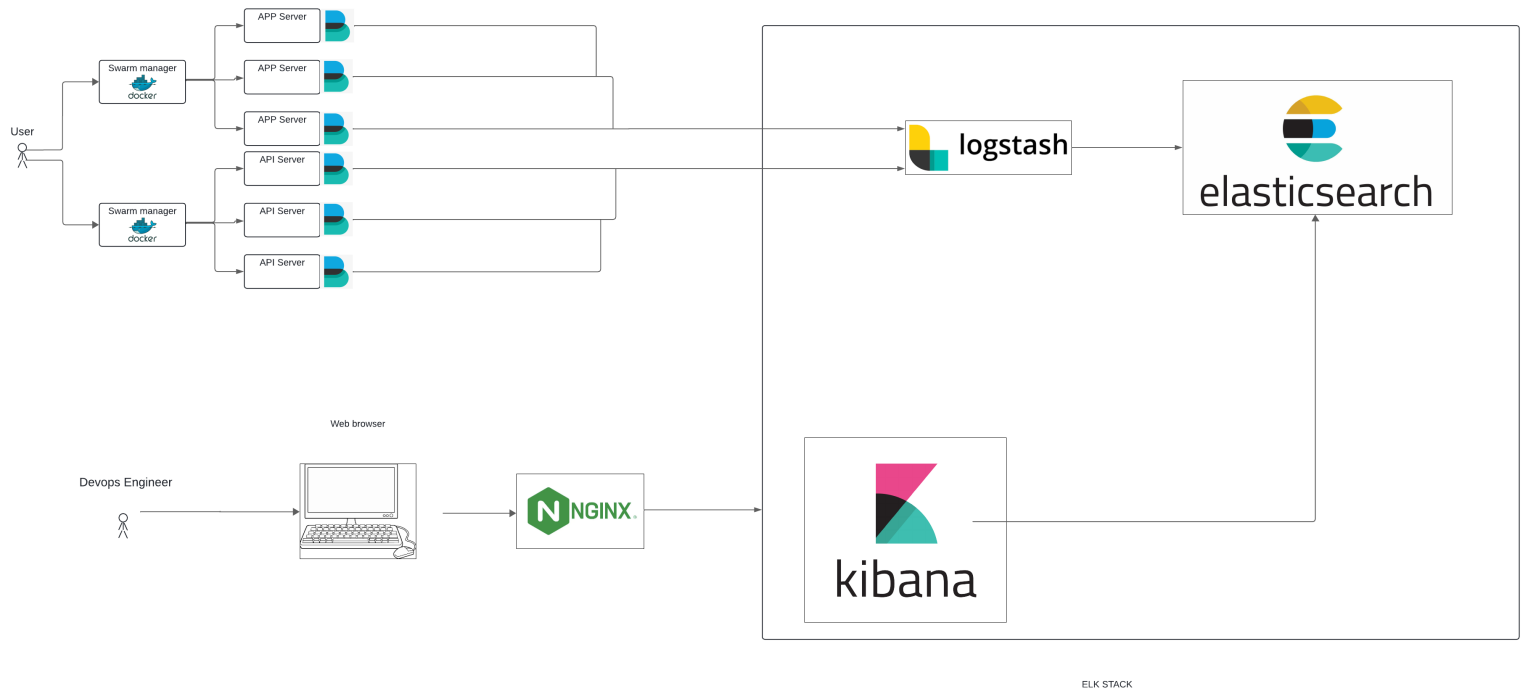 APP Server
Swarm manager
docker
APP Server
User
APP Server
API Server
Swarm manager
docker
API Server
API Server
logstash
elasticsearch
Web browser
Devops Engineer
NGINX
kibana
ELK STACK